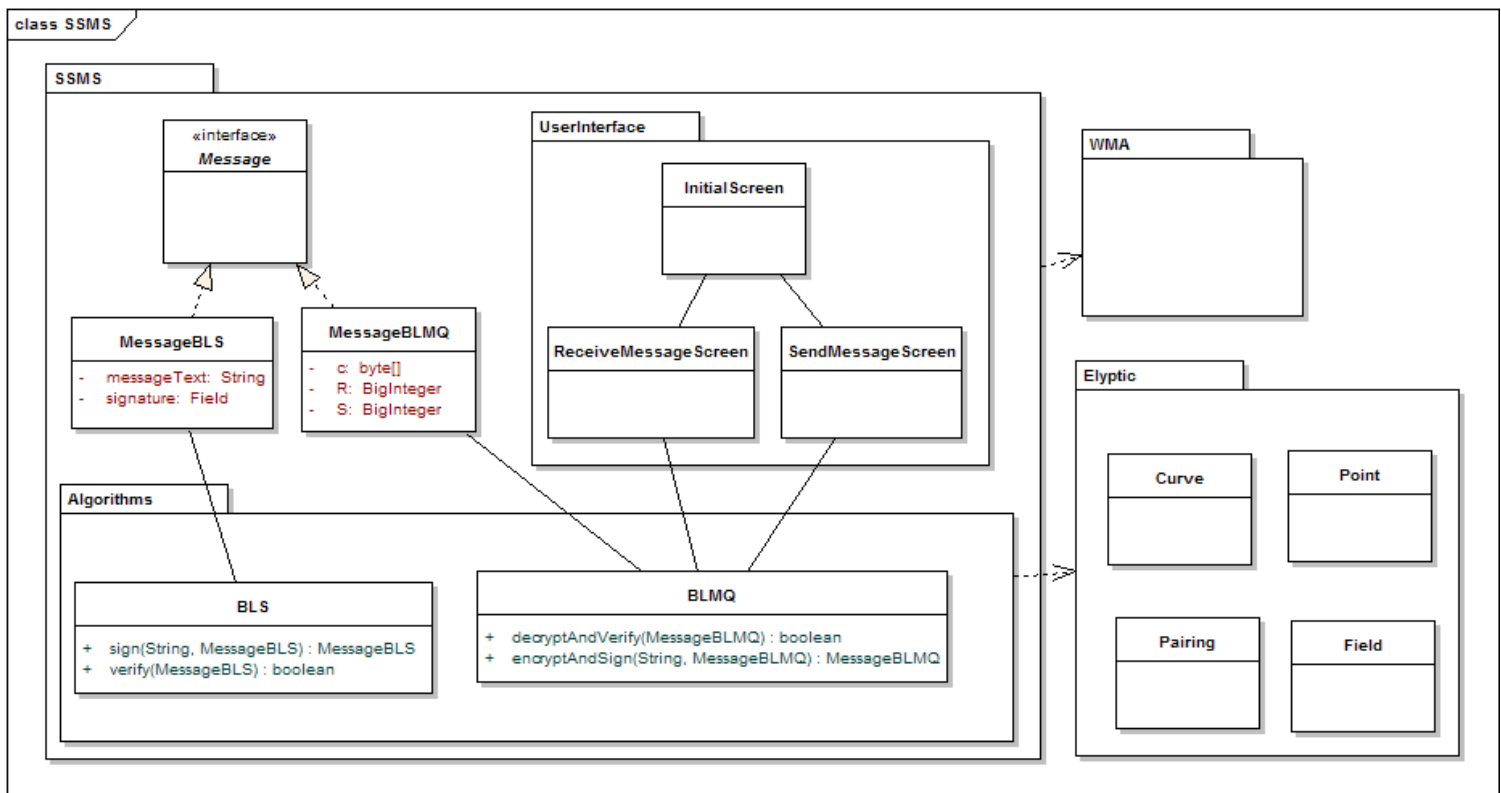 class SSMS
SSMS
«interface»
Message
MessageBLS
- messageText: String
- signature: Field
MessageBLMQ
- c: byte[]
- R: BigInteger
- S: BigInteger
UserInterface
InitialScreen
ReceiveMessageScreen
SendMessageScreen
Algorithms
BLS
+ sign(String, MessageBLS) : MessageBLS
+ verify(MessageBLS) : boolean
BLMQ
+ decryptAndVerify(MessageBLMQ) : boolean
+ encryptAndSign(String, MessageBLMQ) : MessageBLMQ
WMA
Elyptic
Curve
Point
Pairing
Field